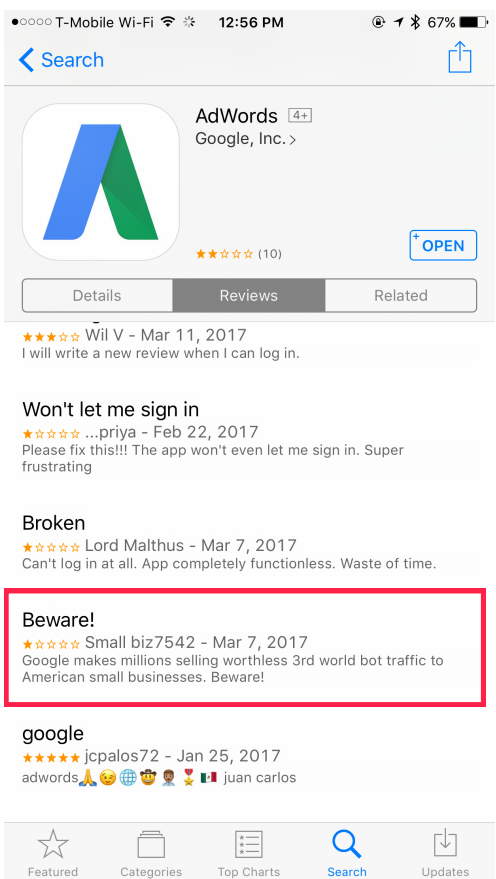 T-Mobile Wi-Fi 12:56 PM 67%
Search
AdWords 4+
Google, Inc. >
(10)
+ OPEN
Details Reviews Related
Wil V - Mar 11, 2017
I will write a new review when I can log in.
Won't let me sign in
...priya - Feb 22, 2017
Please fix this!!! The app won't even let me sign in. Super
frustrating
Broken
Lord Malthus - Mar 7, 2017
Can't log in at all. App completely functionless. Waste of time.
Beware!
Small biz7542 - Mar 7, 2017
Google makes millions selling worthless 3rd world bot traffic to
American small businesses. Beware!
google
jcpalos72 - Jan 25, 2017
adwords🙏😉🌐🤠👨🏾🎖🇲🇽 juan carlos
Featured Categories Top Charts Search Updates